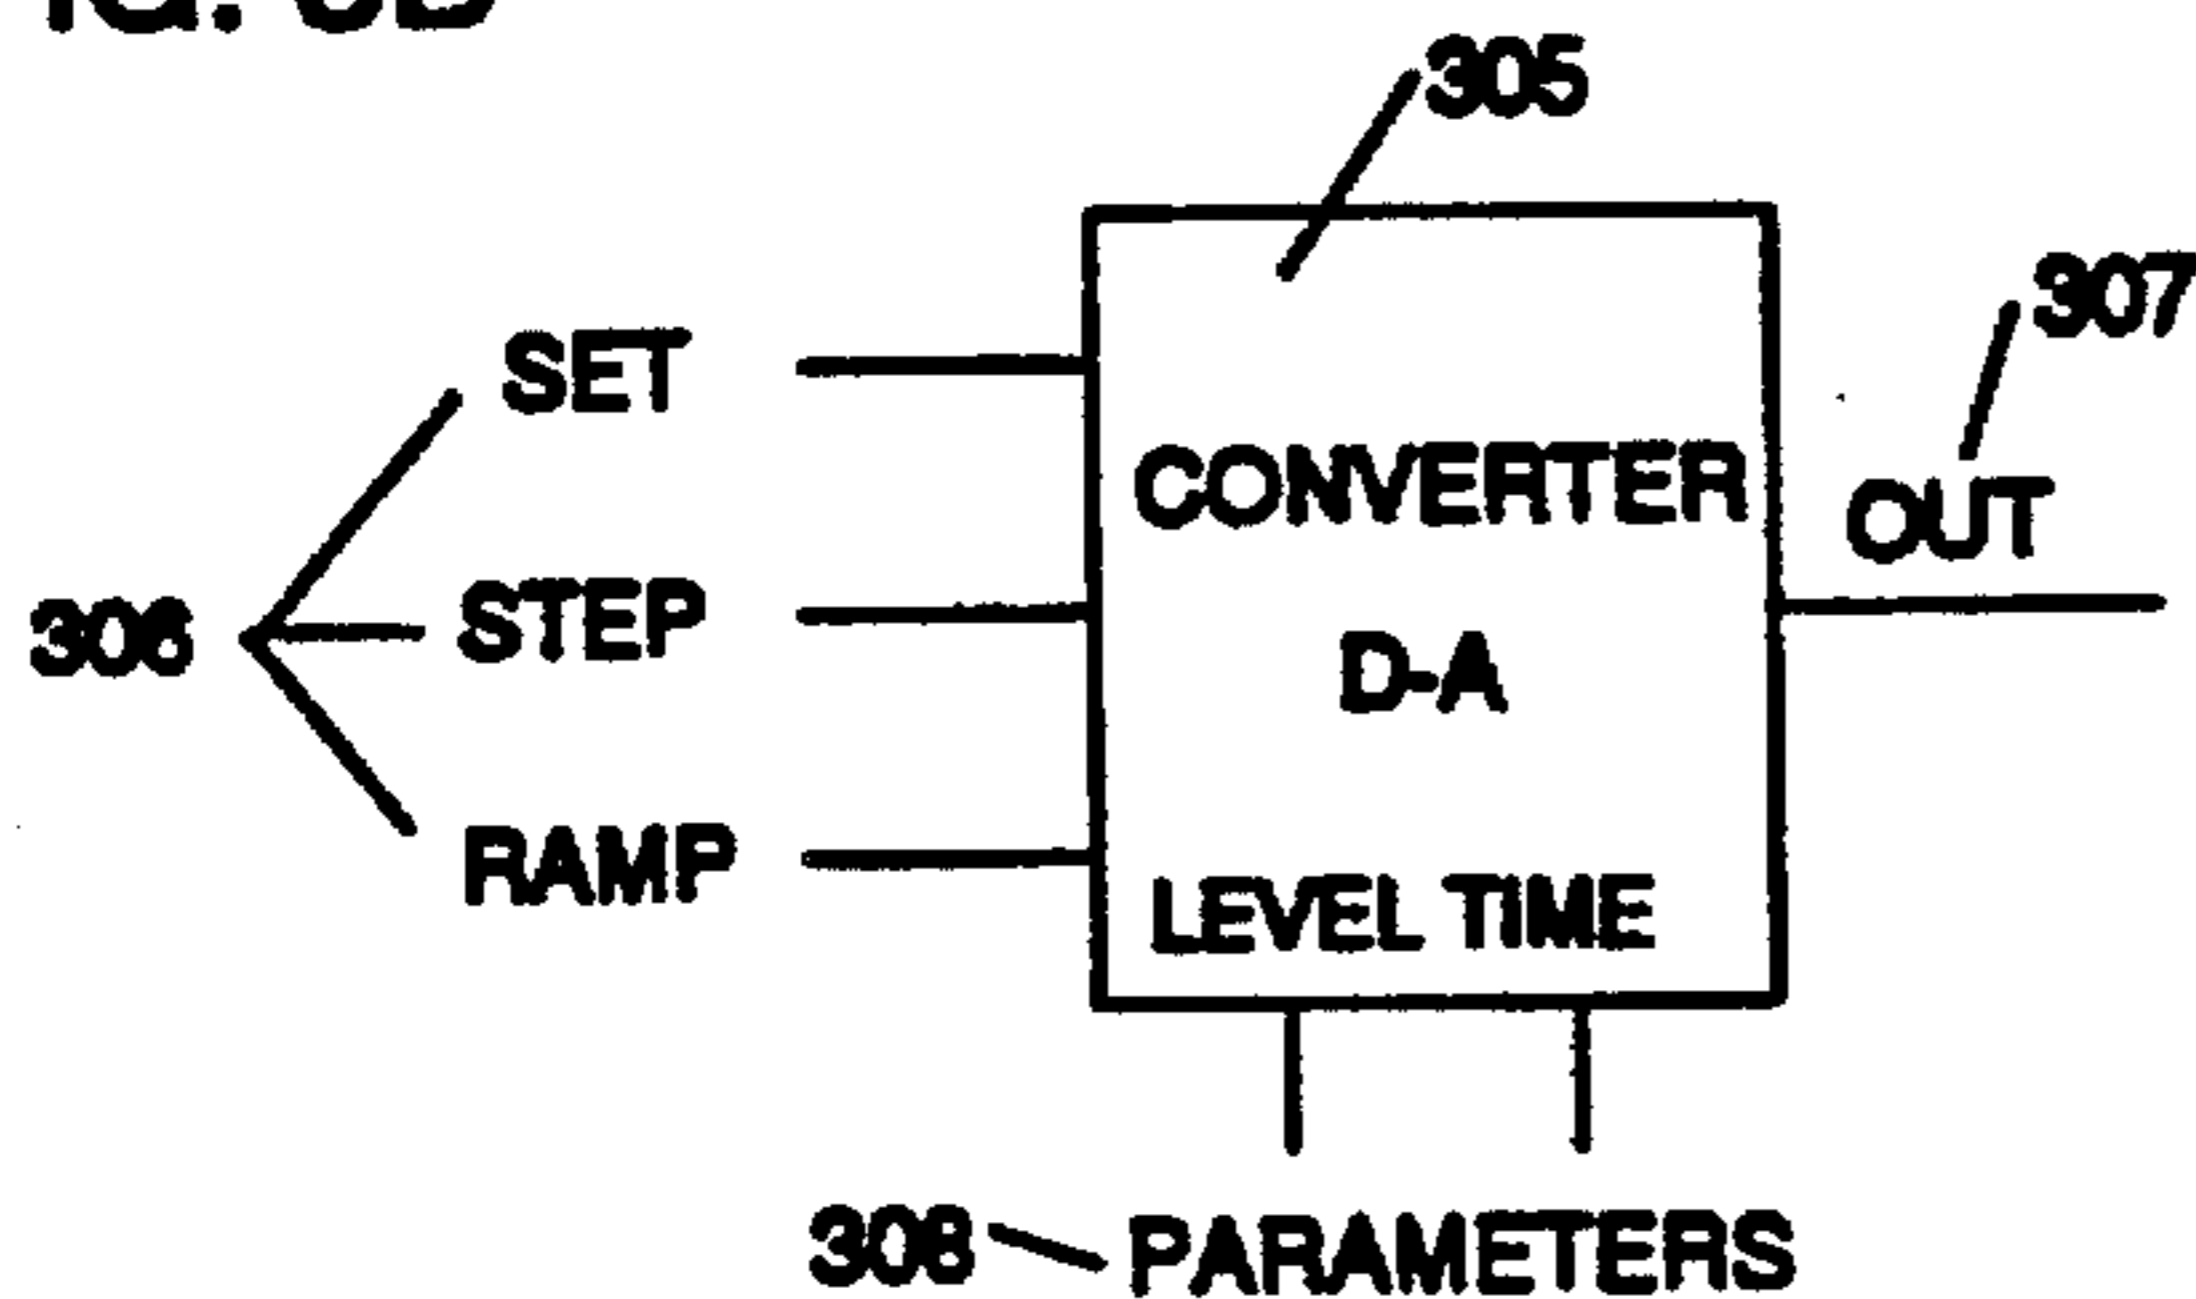 305
307
SET
CONVERTER
OUT
306
STEP
D-A
RAMP
LEVEL TIME
308
PARAMETERS